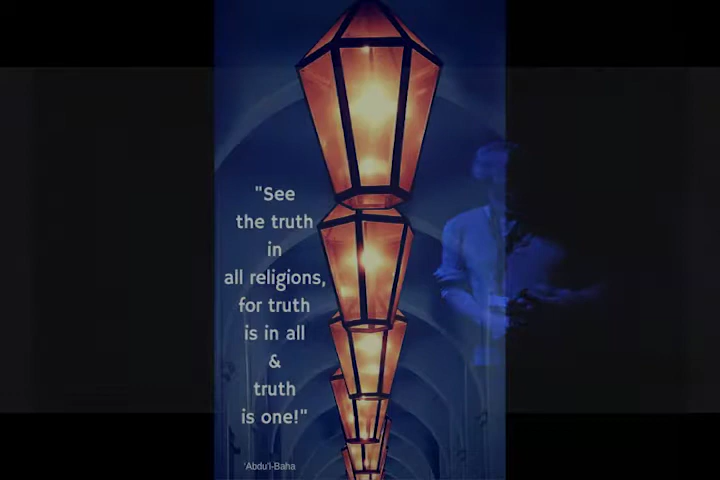 "See
the truth
in
all religions,
for truth
is in all
&
truth
is one!"
'Abdu'l-Baha